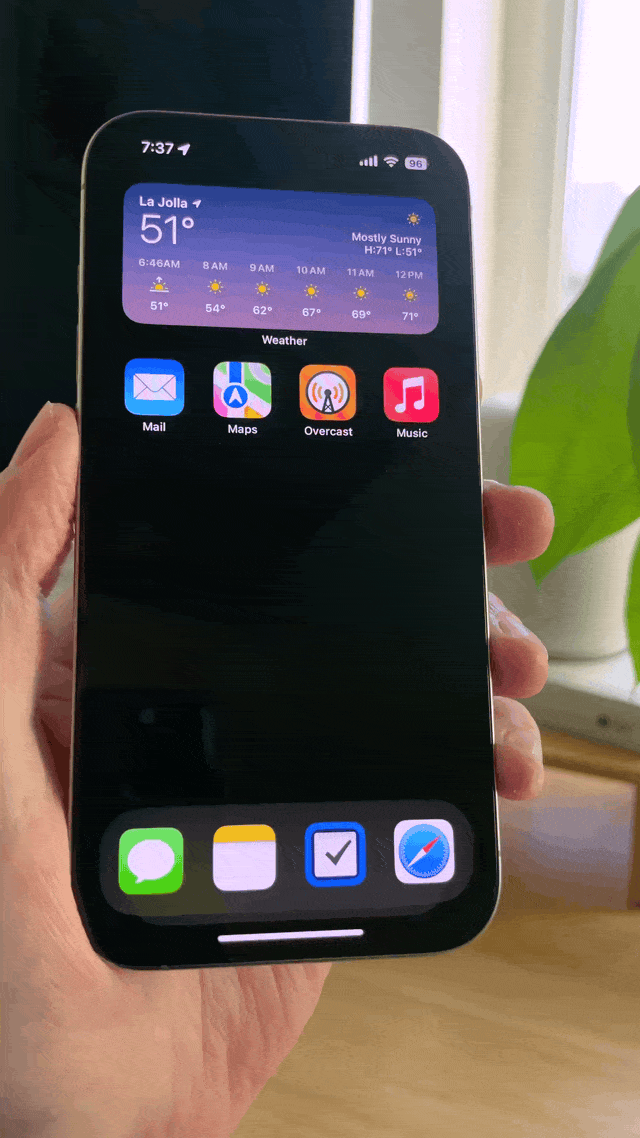 7:37
96
La Jolla
51°
Mostly Sunny
H:71° L:51°
6:46AM 8 AM 9 AM 10 AM 11 AM 12 PM
51° 54° 62° 67° 69° 71°
Weather
Mail Maps Overcast Music